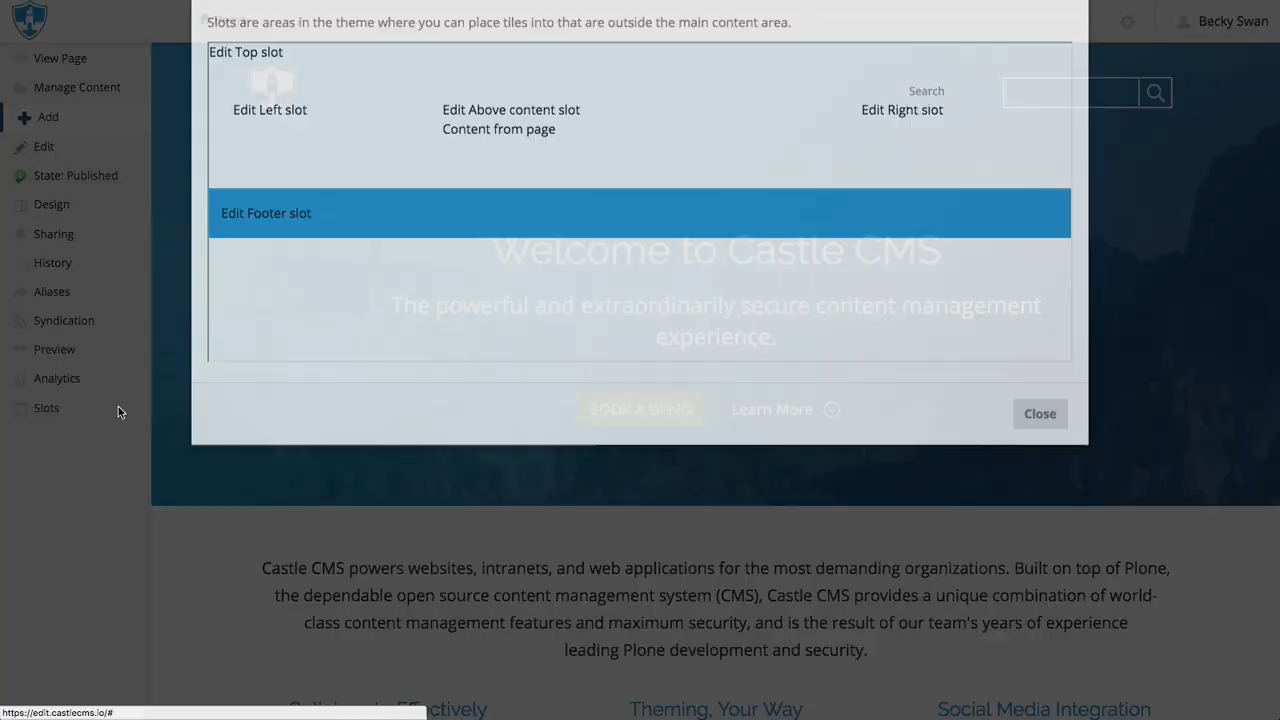 Slots are areas in the theme where you can place tiles into that are outside the main content area.
Becky Swan
View Page
Manage Content
Add
Edit
State: Published
Design
Sharing
History
Aliases
Syndication
Preview
Analytics
Slots
Edit Top slot
Search
Edit Left slot
Edit Above content slot
Edit Right slot
Content from page
Edit Footer slot
Welcome to Castle CMS
The powerful and extraordinarily secure content management
experience.
BOOK A DEMO
Learn More
Close
Castle CMS powers websites, intranets, and web applications for the most demanding organizations. Built on top of Plone,
the dependable open source content management system (CMS), Castle CMS provides a unique combination of world-
class content management features and maximum security, and is the result of our team's years of experience
leading Plone development and security.
Collaborate Effectively
Theming, Your Way
Social Media Integration
https://edit.castlecms.io/#